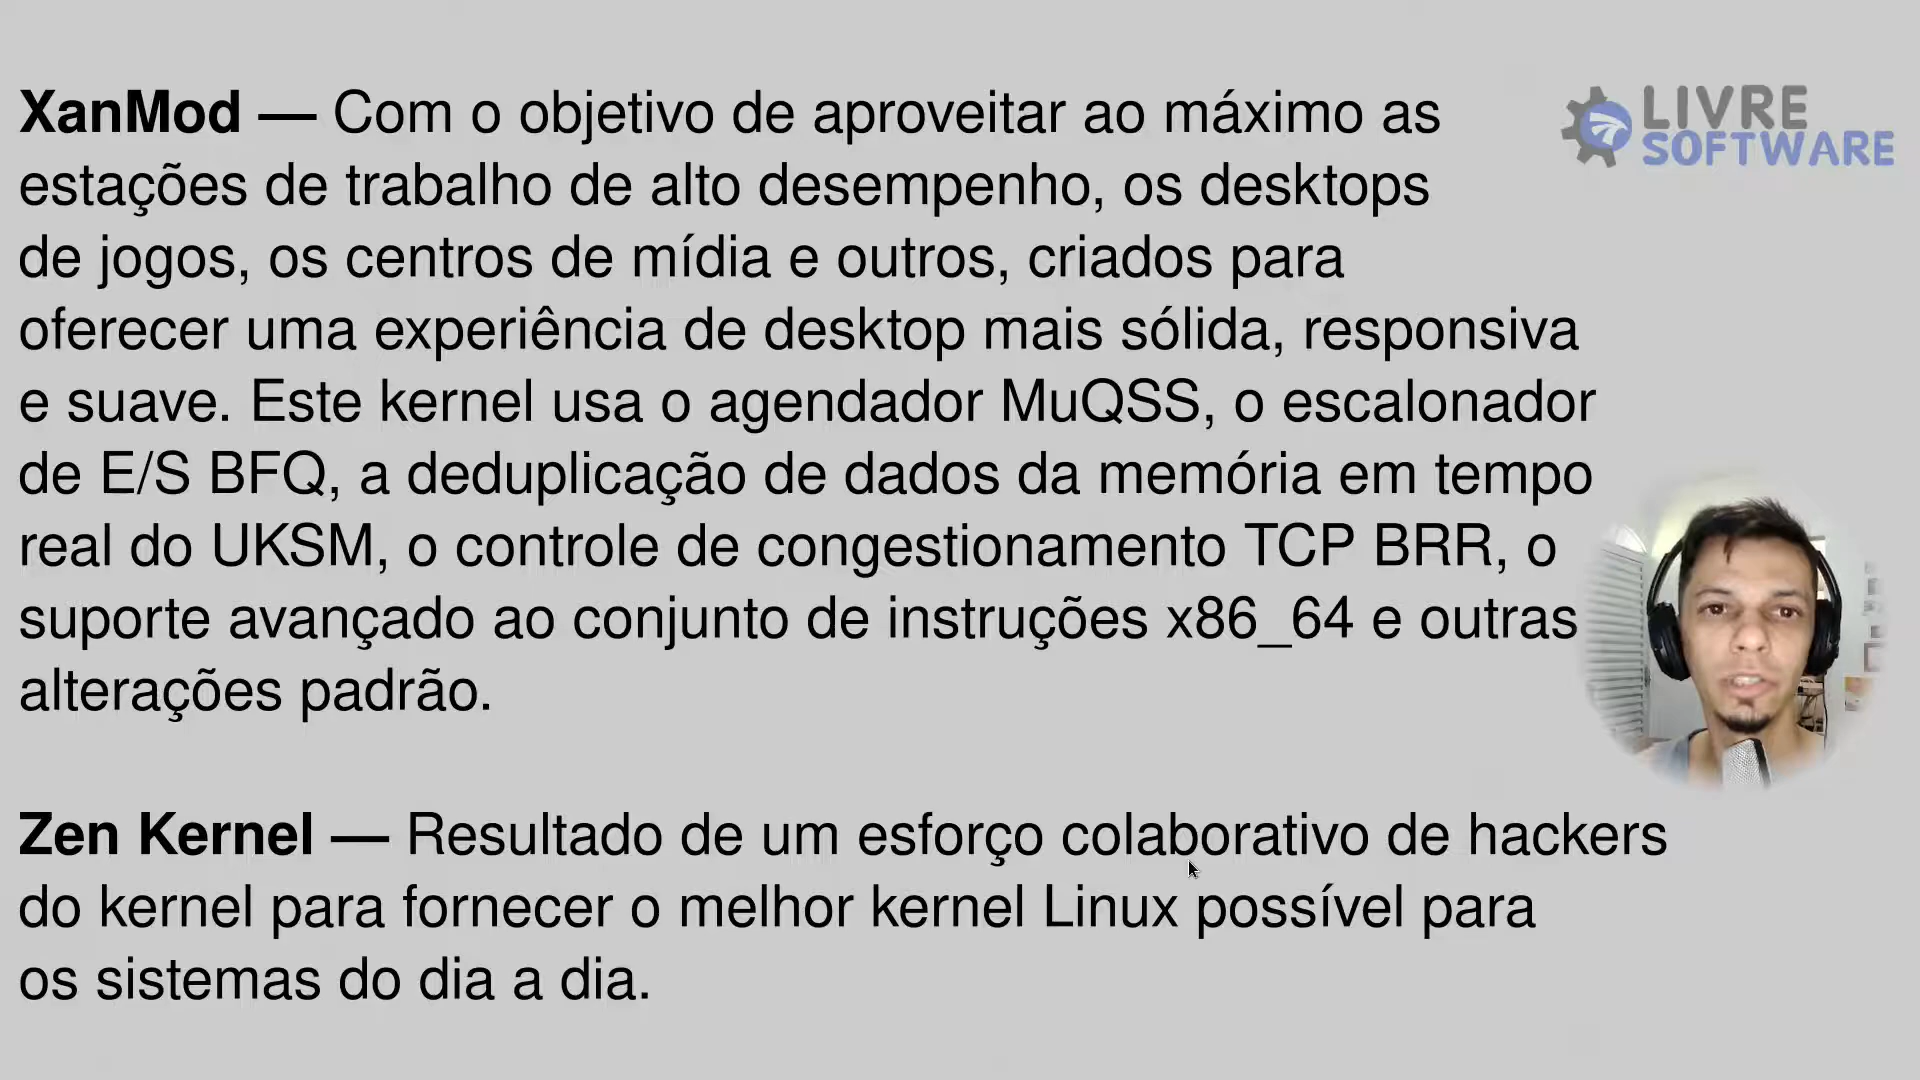 XanMod — Com o objetivo de aproveitar ao máximo as
estações de trabalho de alto desempenho, os desktops
de jogos, os centros de mídia e outros, criados para
oferecer uma experiência de desktop mais sólida, responsiva
e suave. Este kernel usa o agendador MuQSS, o escalonador
de E/S BFQ, a deduplicação de dados da memória em tempo
real do UKSM, o controle de congestionamento TCP BRR, o
suporte avançado ao conjunto de instruções x86_64 e outras
alterações padrão.
Zen Kernel — Resultado de um esforço colaborativo de hackers
do kernel para fornecer o melhor kernel Linux possível para
os sistemas do dia a dia.
LIVRE
SOFTWARE